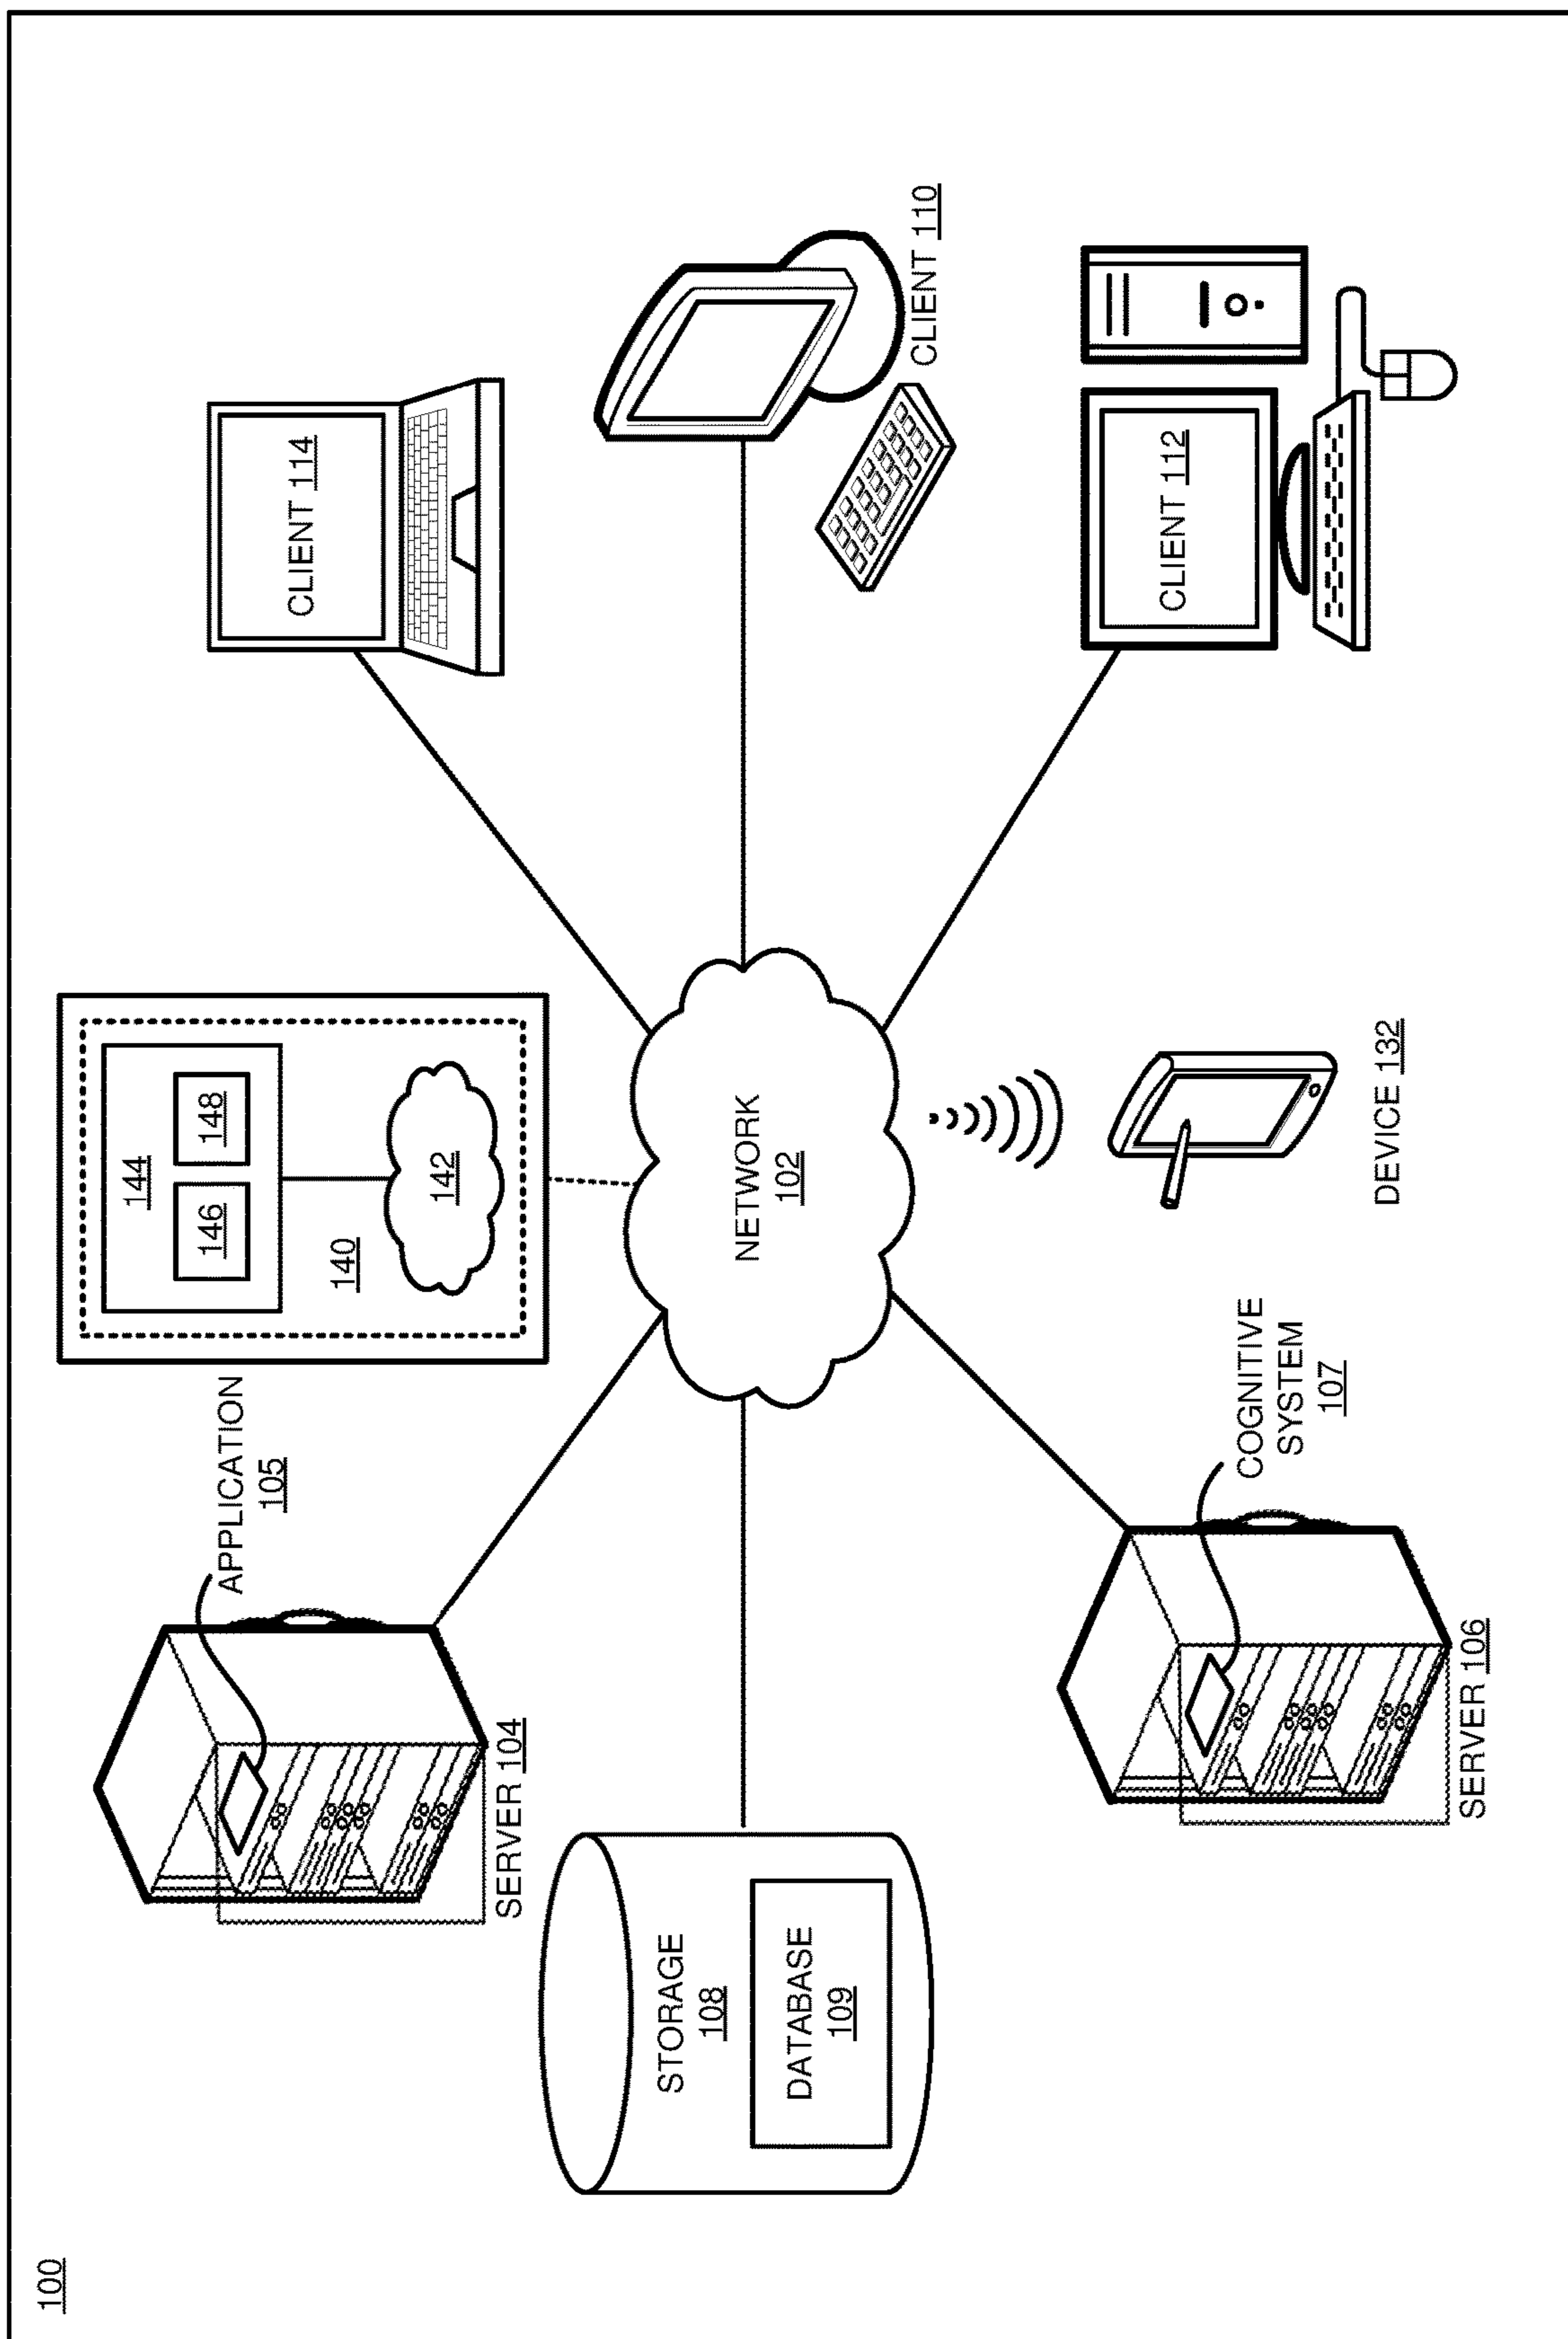 100
APPLICATION
105
SERVER 104
144
146
148
140
142
CLIENT 114
STORAGE
108
DATABASE
109
NETWORK
102
CLIENT 110
COGNITIVE
SYSTEM
107
SERVER 106
DEVICE 132
CLIENT 112